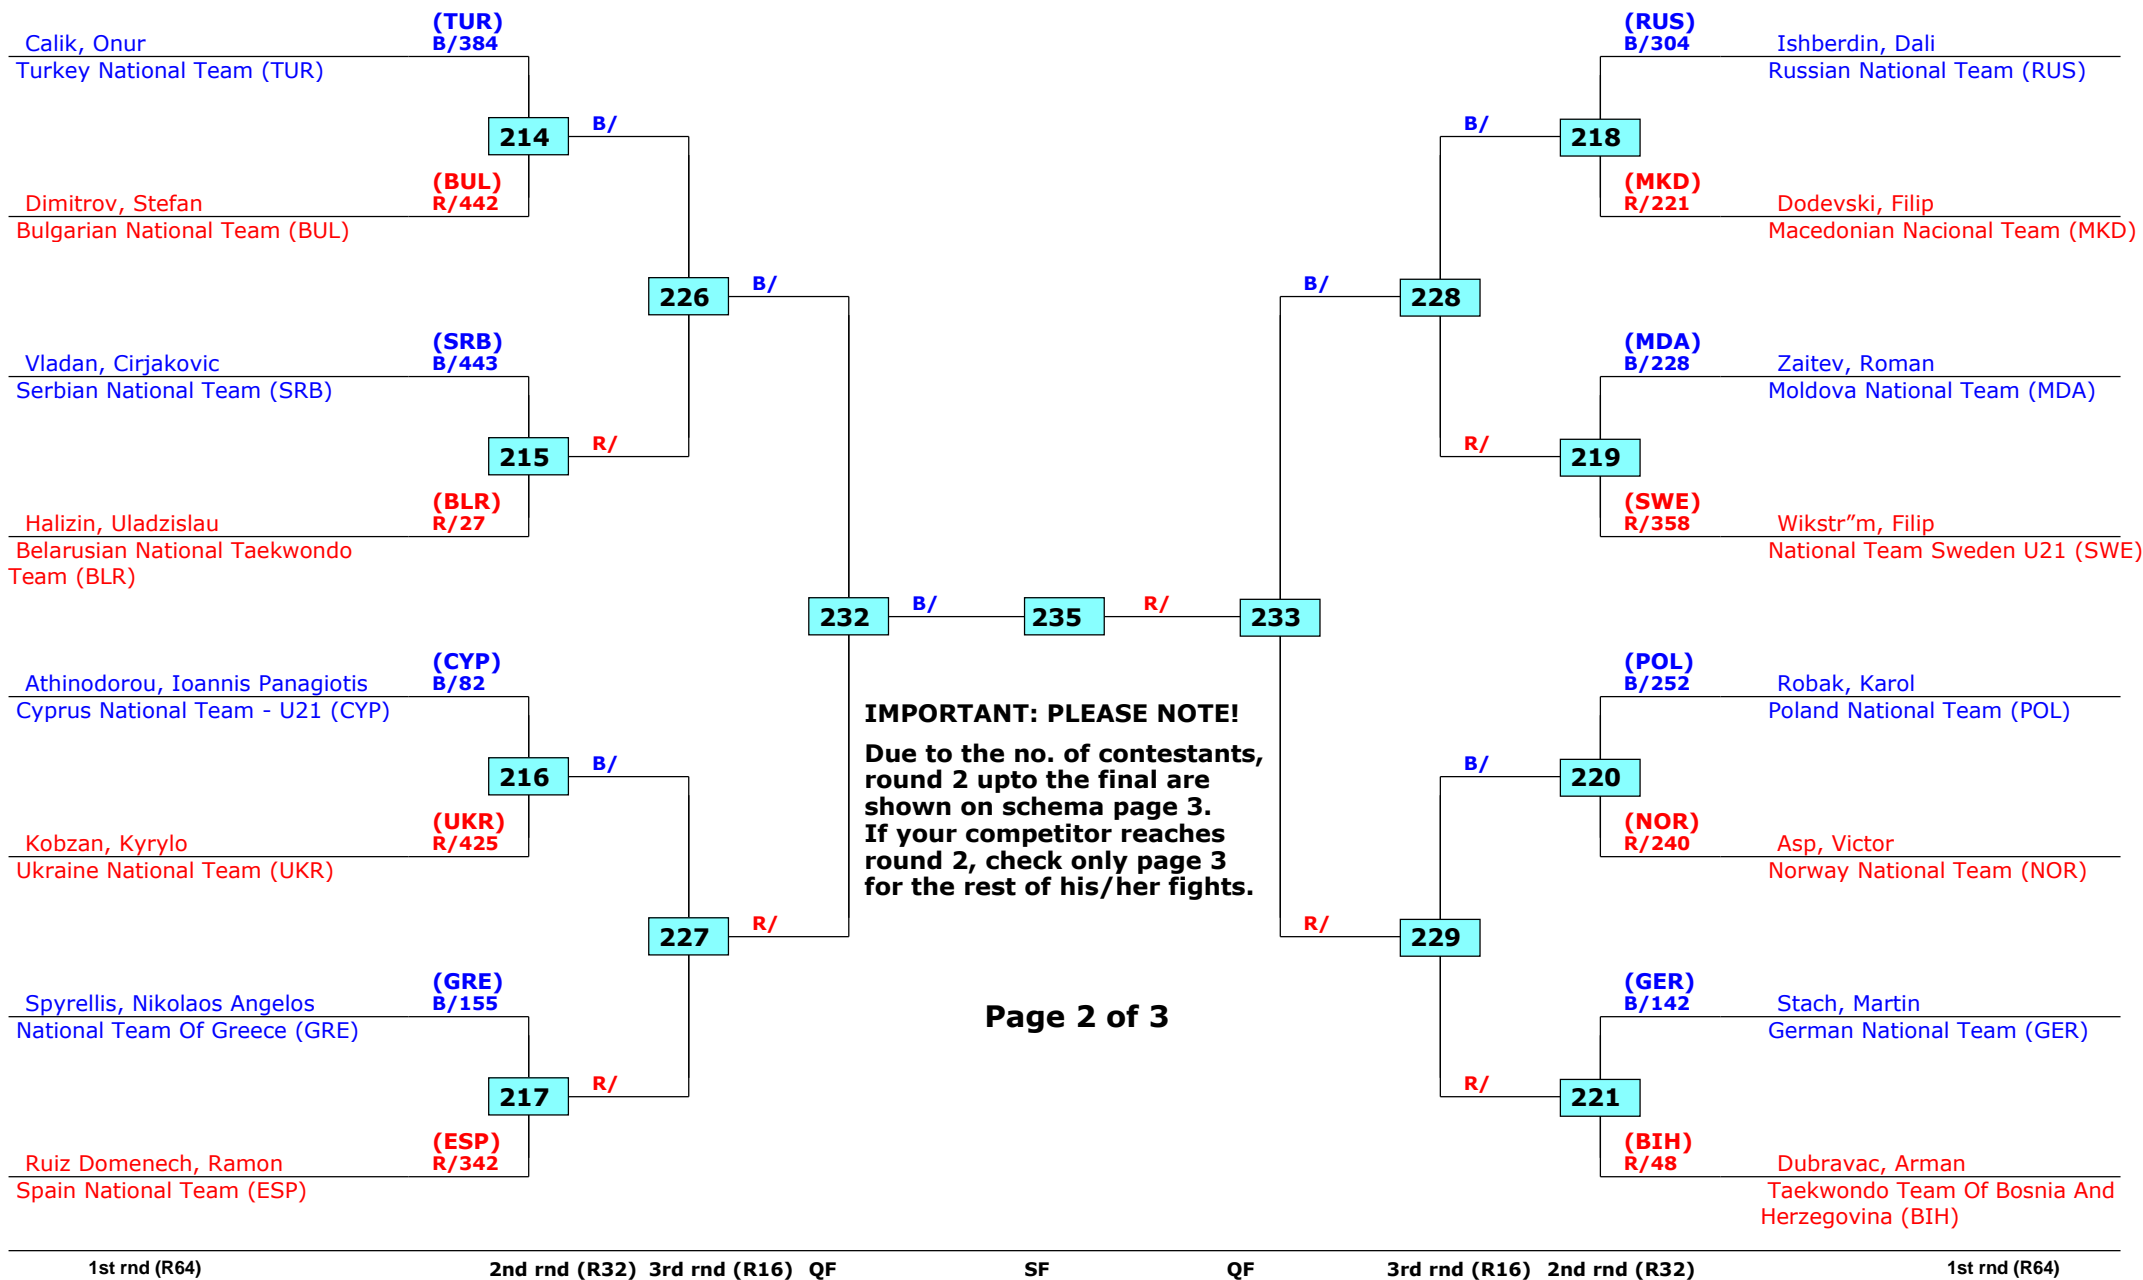 (TUR)
Calik, Onur B/384
Turkey National Team (TUR)
214 B/
(BUL)
Dimitrov, Stefan R/442
Bulgarian National Team (BUL)
226 B/
(SRB)
Vladan, Cirjakovic B/443
Serbian National Team (SRB)
215 R/
(BLR)
Halizin, Uladzislau R/27
Belarusian National Taekwondo
Team (BLR)
232 B/ 235 R/ 233
(CYP)
Athinodorou, Ioannis Panagiotis B/82
Cyprus National Team - U21 (CYP)
216 B/
(UKR)
Kobzan, Kyrylo R/425
Ukraine National Team (UKR)
227 R/
(GRE)
Spyrellis, Nikolaos Angelos B/155
National Team Of Greece (GRE)
217 R/
(ESP)
Ruiz Domenech, Ramon R/342
Spain National Team (ESP)
IMPORTANT: PLEASE NOTE!
Due to the no. of contestants,
round 2 upto the final are
shown on schema page 3.
If your competitor reaches
round 2, check only page 3
for the rest of his/her fights.
Page 2 of 3
(RUS)
B/304 Ishberdin, Dali
Russian National Team (RUS)
B/ 218
(MKD)
R/221 Dodevski, Filip
Macedonian Nacional Team (MKD)
B/ 228
(MDA)
B/228 Zaitev, Roman
Moldova National Team (MDA)
R/ 219
(SWE)
R/358 Wikstr”m, Filip
National Team Sweden U21 (SWE)
(POL)
B/252 Robak, Karol
Poland National Team (POL)
B/ 220
(NOR)
R/240 Asp, Victor
Norway National Team (NOR)
R/ 229
(GER)
B/142 Stach, Martin
German National Team (GER)
R/ 221
(BIH)
R/48 Dubravac, Arman
Taekwondo Team Of Bosnia And
Herzegovina (BIH)
1st rnd (R64) 2nd rnd (R32) 3rd rnd (R16) QF SF QF 3rd rnd (R16) 2nd rnd (R32) 1st rnd (R64)